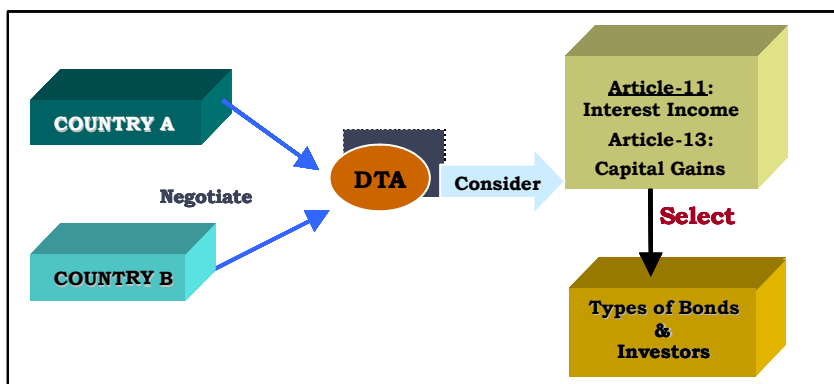 COUNTRY A
Negotiate
COUNTRY B
DTA
Consider
Article-11:
Interest Income
Article-13:
Capital Gains
Select
Types of Bonds
&
Investors